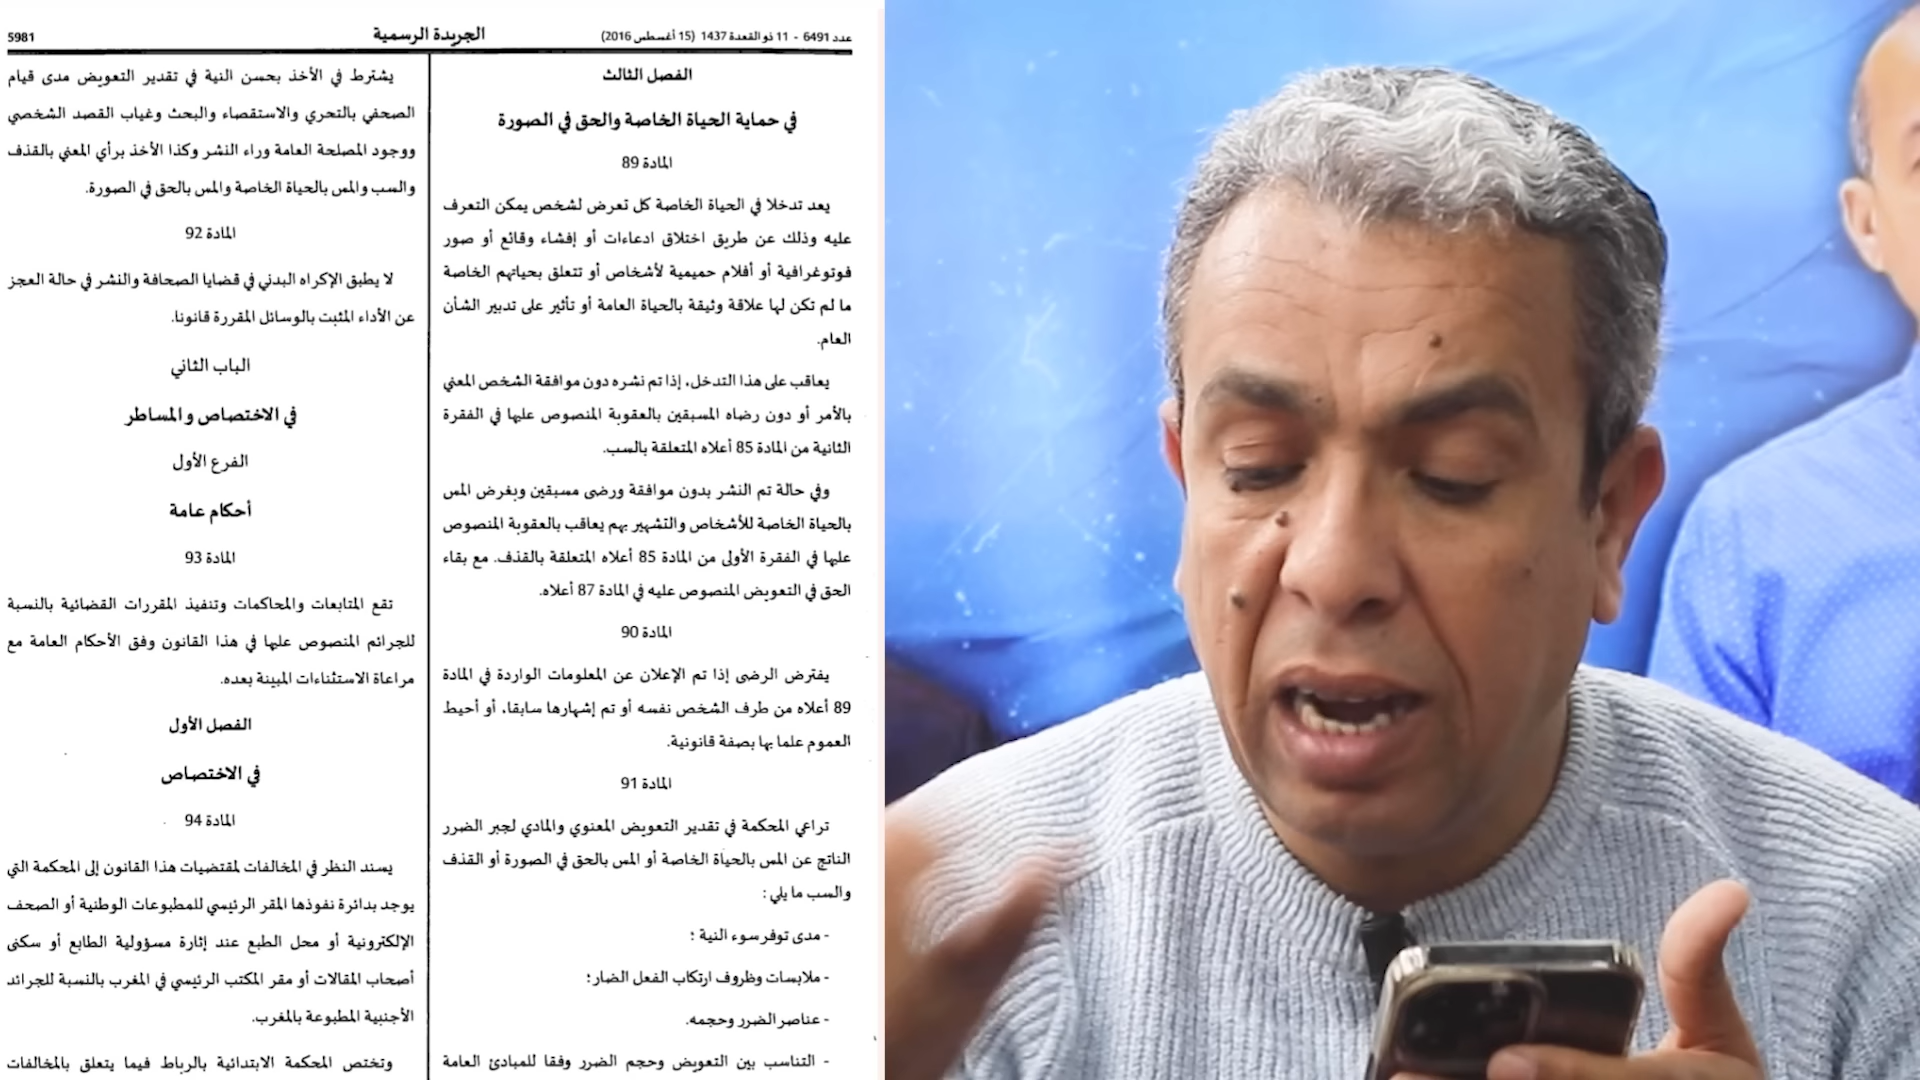 عدد 6491 - 11 ذو القعدة 1437 (15 أغسطس 2016)
الجريدة الرسمية
5981
الفصل الثالث
في حماية الحياة الخاصة والحق في الصورة
المادة 89
يعد تدخلا في الحياة الخاصة كل تعرض لشخص يمكن التعرف
عليه وذلك عن طريق اختلاق ادعاءات أو إفشاء وقائع أو صور
فوتوغرافية أو أفلام حميمية لأشخاص أو تتعلق بحياتهم الخاصة
ما لم تكن لها علاقة وثيقة بالحياة العامة أو تأثير على تدبير الشأن
العام.
يعاقب على هذا التدخل، إذا تم نشره دون موافقة الشخص المعني
بالأمر أو دون رضاه المسبقين بالعقوبة المنصوص عليها في الفقرة
الثانية من المادة 85 أعلاه المتعلقة بالسب.
وفي حالة تم النشر بدون موافقة ورضى مسبقين وبغرض المس
بالحياة الخاصة للأشخاص والتشهير بهم يعاقب بالعقوبة المنصوص
عليها في الفقرة الأولى من المادة 85 أعلاه المتعلقة بالقذف. مع بقاء
الحق في التعويض المنصوص عليه في المادة 87 أعلاه.
المادة 90
يفترض الرضى إذا تم الإعلان عن المعلومات الواردة في المادة
89 أعلاه من طرف الشخص نفسه أو تم إشهارها سابقا، أو أحيط
العموم علما بها بصفة قانونية.
المادة 91
تراعي المحكمة في تقدير التعويض المعنوي والمادي لجبر الضرر
الناتج عن المس بالحياة الخاصة أو المس بالحق في الصورة أو القذف
والسب ما يلي :
- مدى توفر سوء النية ؛
- ملابسات وظروف ارتكاب الفعل الضار؛
- عناصر الضرر وحجمه.
- التناسب بين التعويض وحجم الضرر وفقا للمبادئ العامة
يشترط في الأخذ بحسن النية في تقدير التعويض مدى قيام
الصحفي بالتحري والاستقصاء والبحث وغياب القصد الشخصي
ووجود المصلحة العامة وراء النشر وكذا الأخذ برأي المعني بالقذف
والسب والمس بالحياة الخاصة والمس بالحق في الصورة.
المادة 92
لا يطبق الإكراه البدني في قضايا الصحافة والنشر في حالة العجز
عن الأداء المثبت بالوسائل المقررة قانونا.
الباب الثاني
في الاختصاص والمساطر
الفرع الأول
أحكام عامة
المادة 93
تقع المتابعات والمحاكمات وتنفيذ المقررات القضائية بالنسبة
للجرائم المنصوص عليها في هذا القانون وفق الأحكام العامة مع
مراعاة الاستثناءات المبينة بعده.
الفصل الأول
في الاختصاص
المادة 94
يسند النظر في المخالفات لمقتضيات هذا القانون إلى المحكمة التي
يوجد بدائرة نفوذها المقر الرئيسي للمطبوعات الوطنية أو الصحف
الإلكترونية أو محل الطبع عند إثارة مسؤولية الطابع أو سكنى
أصحاب المقالات أو مقر المكتب الرئيسي في المغرب بالنسبة للجرائد
الأجنبية المطبوعة بالمغرب.
وتختص المحكمة الابتدائية بالرباط فيما يتعلق بالمخالفات